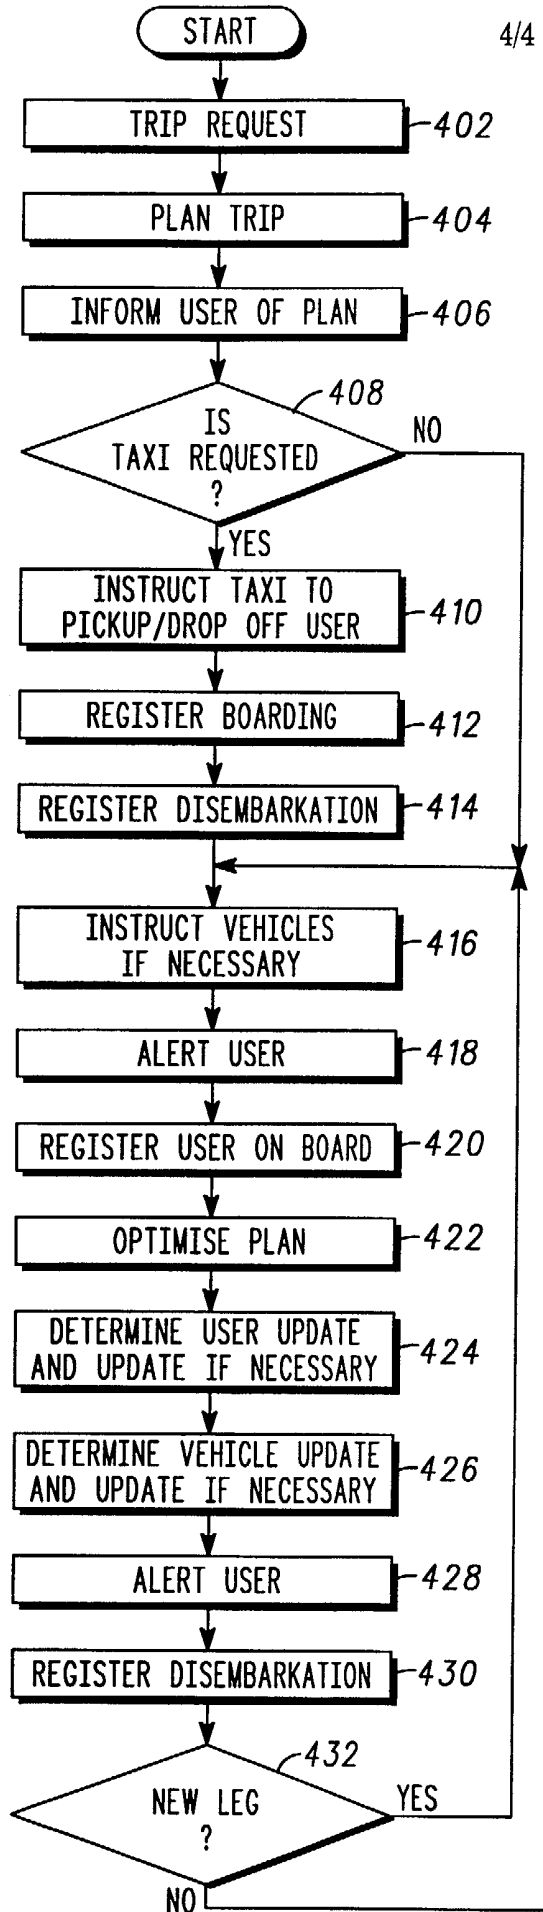 START
4/4
TRIP REQUEST
402
PLAN TRIP
404
INFORM USER OF PLAN
406
408
IS
TAXI REQUESTED
?
NO
YES
INSTRUCT TAXI TO
PICKUP/DROP OFF USER
410
REGISTER BOARDING
412
REGISTER DISEMBARKATION
414
INSTRUCT VEHICLES
IF NECESSARY
416
ALERT USER
418
REGISTER USER ON BOARD
420
OPTIMISE PLAN
422
DETERMINE USER UPDATE
AND UPDATE IF NECESSARY
424
DETERMINE VEHICLE UPDATE
AND UPDATE IF NECESSARY
426
ALERT USER
428
REGISTER DISEMBARKATION
430
432
NEW LEG
?
YES
NO